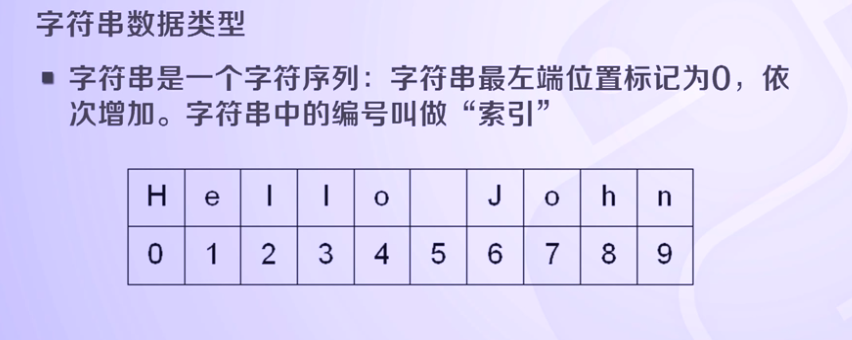 字符串数据类型
■ 字符串是一个字符序列：字符串最左端位置标记为0，依
次增加。字符串中的编号叫做“索引”
H e l l o J o h n
0 1 2 3 4 5 6 7 8 9